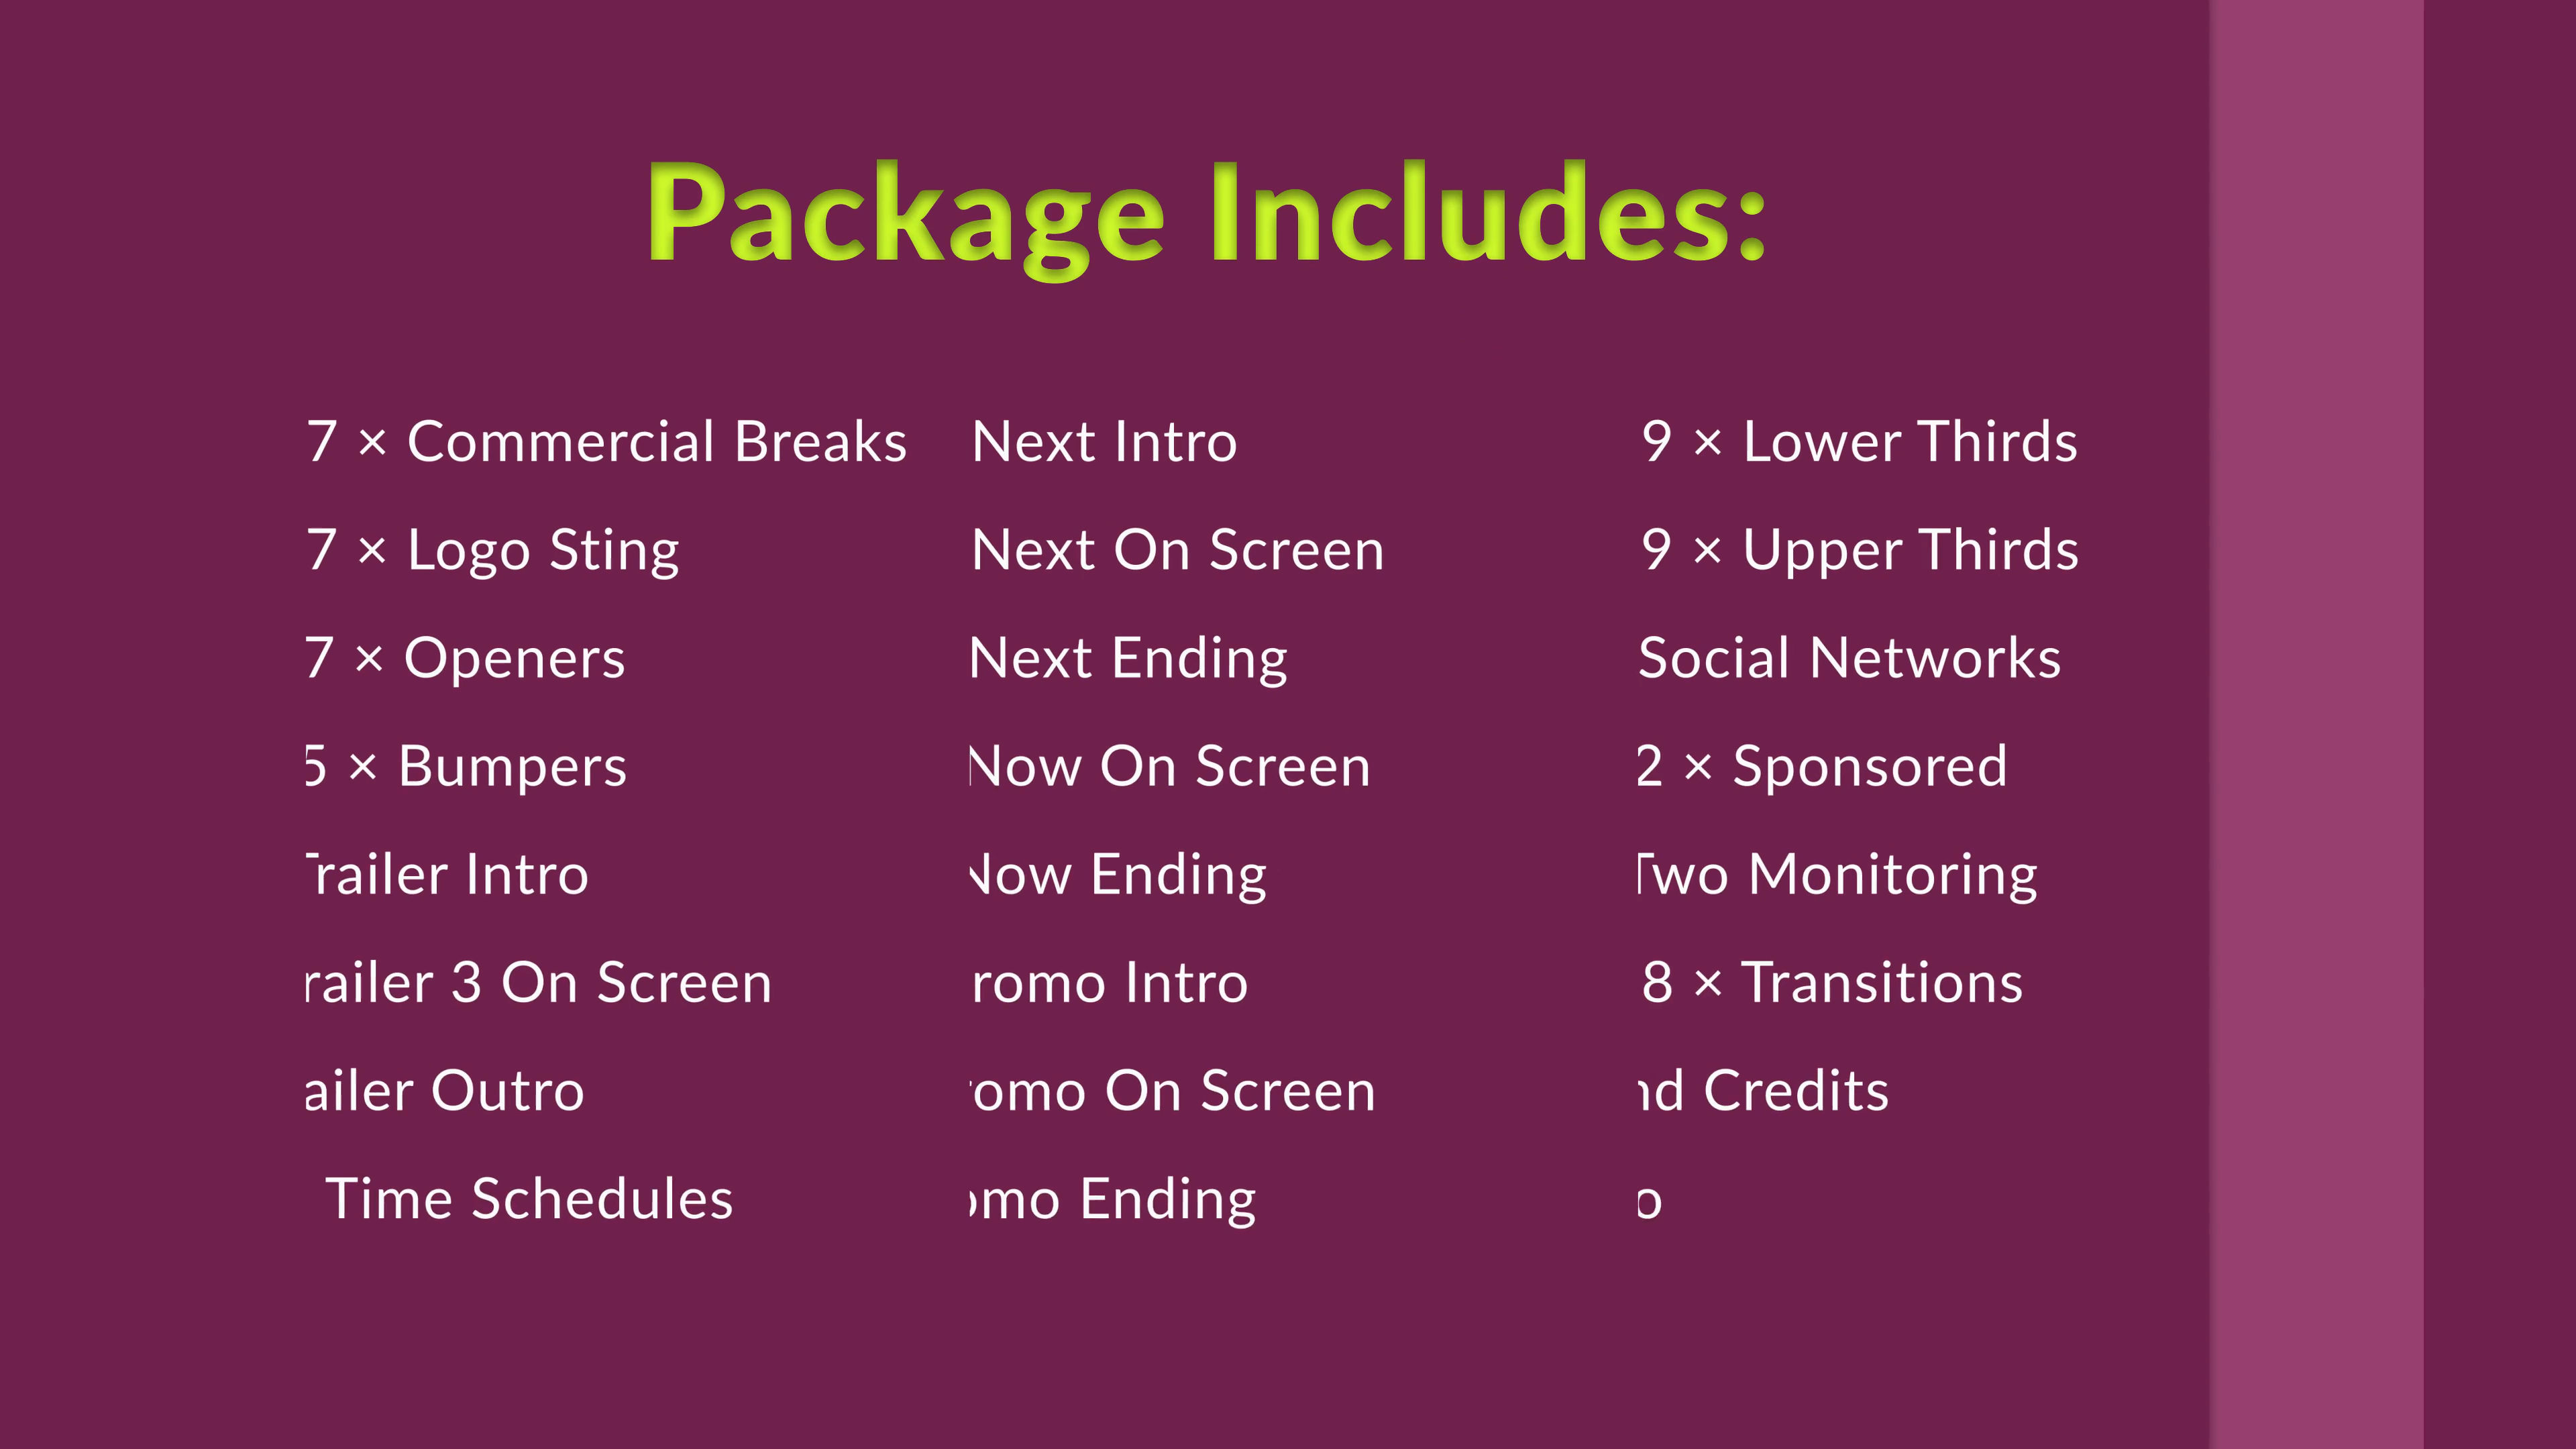 Package Includes:
7 × Commercial Breaks
7 × Logo Sting
7 × Openers
5 × Bumpers
Trailer Intro
railer 3 On Screen
ailer Outro
Time Schedules
Next Intro
Next On Screen
Next Ending
Now On Screen
Now Ending
romo Intro
romo On Screen
omo Ending
9 × Lower Thirds
9 × Upper Thirds
Social Networks
2 × Sponsored
Two Monitoring
8 × Transitions
nd Credits
o